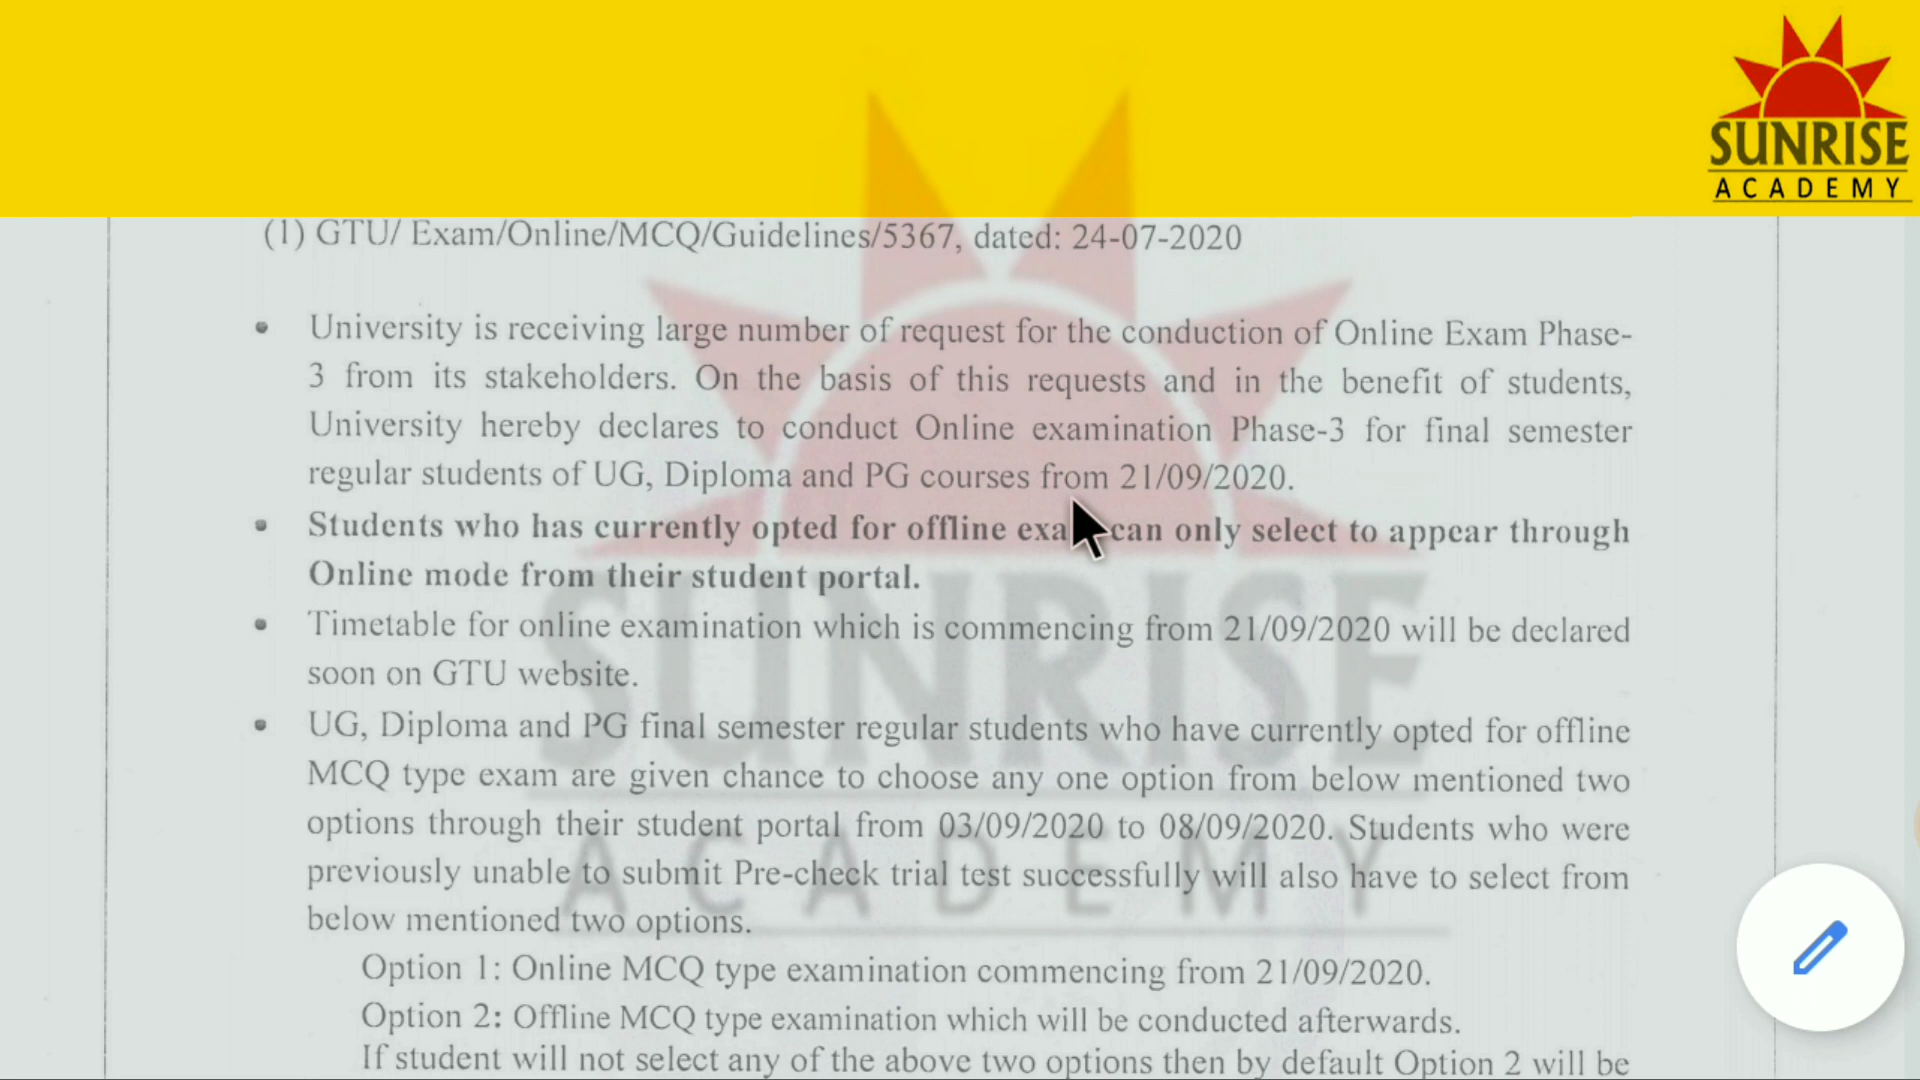 SUNRISE
ACADEMY
(1) GTU/ Exam/Online/MCQ/Guidelines/5367, dated: 24-07-2020
• University is receiving large number of request for the conduction of Online Exam Phase-
3 from its stakeholders. On the basis of this requests and in the benefit of students,
University hereby declares to conduct Online examination Phase-3 for final semester
regular students of UG, Diploma and PG courses from 21/09/2020.
• Students who has currently opted for offline exa can only select to appear through
Online mode from their student portal.
• Timetable for online examination which is commencing from 21/09/2020 will be declared
soon on GTU website.
• UG, Diploma and PG final semester regular students who have currently opted for offline
MCQ type exam are given chance to choose any one option from below mentioned two
options through their student portal from 03/09/2020 to 08/09/2020. Students who were
previously unable to submit Pre-check trial test successfully will also have to select from
below mentioned two options.
Option 1: Online MCQ type examination commencing from 21/09/2020.
Option 2: Offline MCQ type examination which will be conducted afterwards.
If student will not select any of the above two options then by default Option 2 will be
SUNRISE
ACADEMY